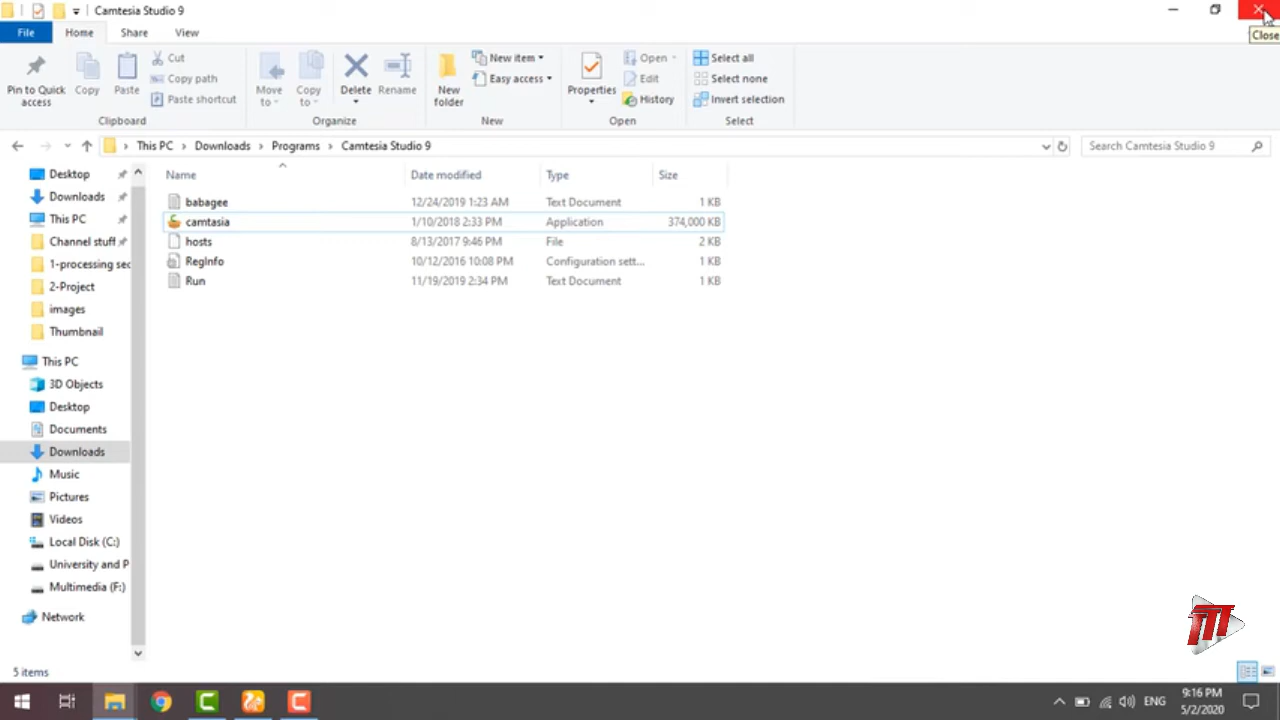 Camtesia Studio 9
Close
File Home Share View
Pin to Quick access
Copy
Paste
Cut
Copy path
Paste shortcut
Clipboard
Move to
Copy to
Delete
Rename
Organize
New folder
New item
Easy access
New
Properties
Open
Edit
History
Open
Select all
Select none
Invert selection
Select
This PC Downloads Programs Camtesia Studio 9
Search Camtesia Studio 9
Name Date modified Type Size
babagee 12/24/2019 1:23 AM Text Document 1 KB
camtasia 1/10/2018 2:33 PM Application 374,000 KB
hosts 8/13/2017 9:46 PM File 2 KB
RegInfo 10/12/2016 10:08 PM Configuration sett... 1 KB
Run 11/19/2019 2:34 PM Text Document 1 KB
Desktop
Downloads
This PC
Channel stuff
1-processing sec
2-Project
images
Thumbnail
This PC
3D Objects
Desktop
Documents
Downloads
Music
Pictures
Videos
Local Disk (C:)
University and P
Multimedia (F:)
Network
5 items
ENG
9:16 PM
5/2/2020